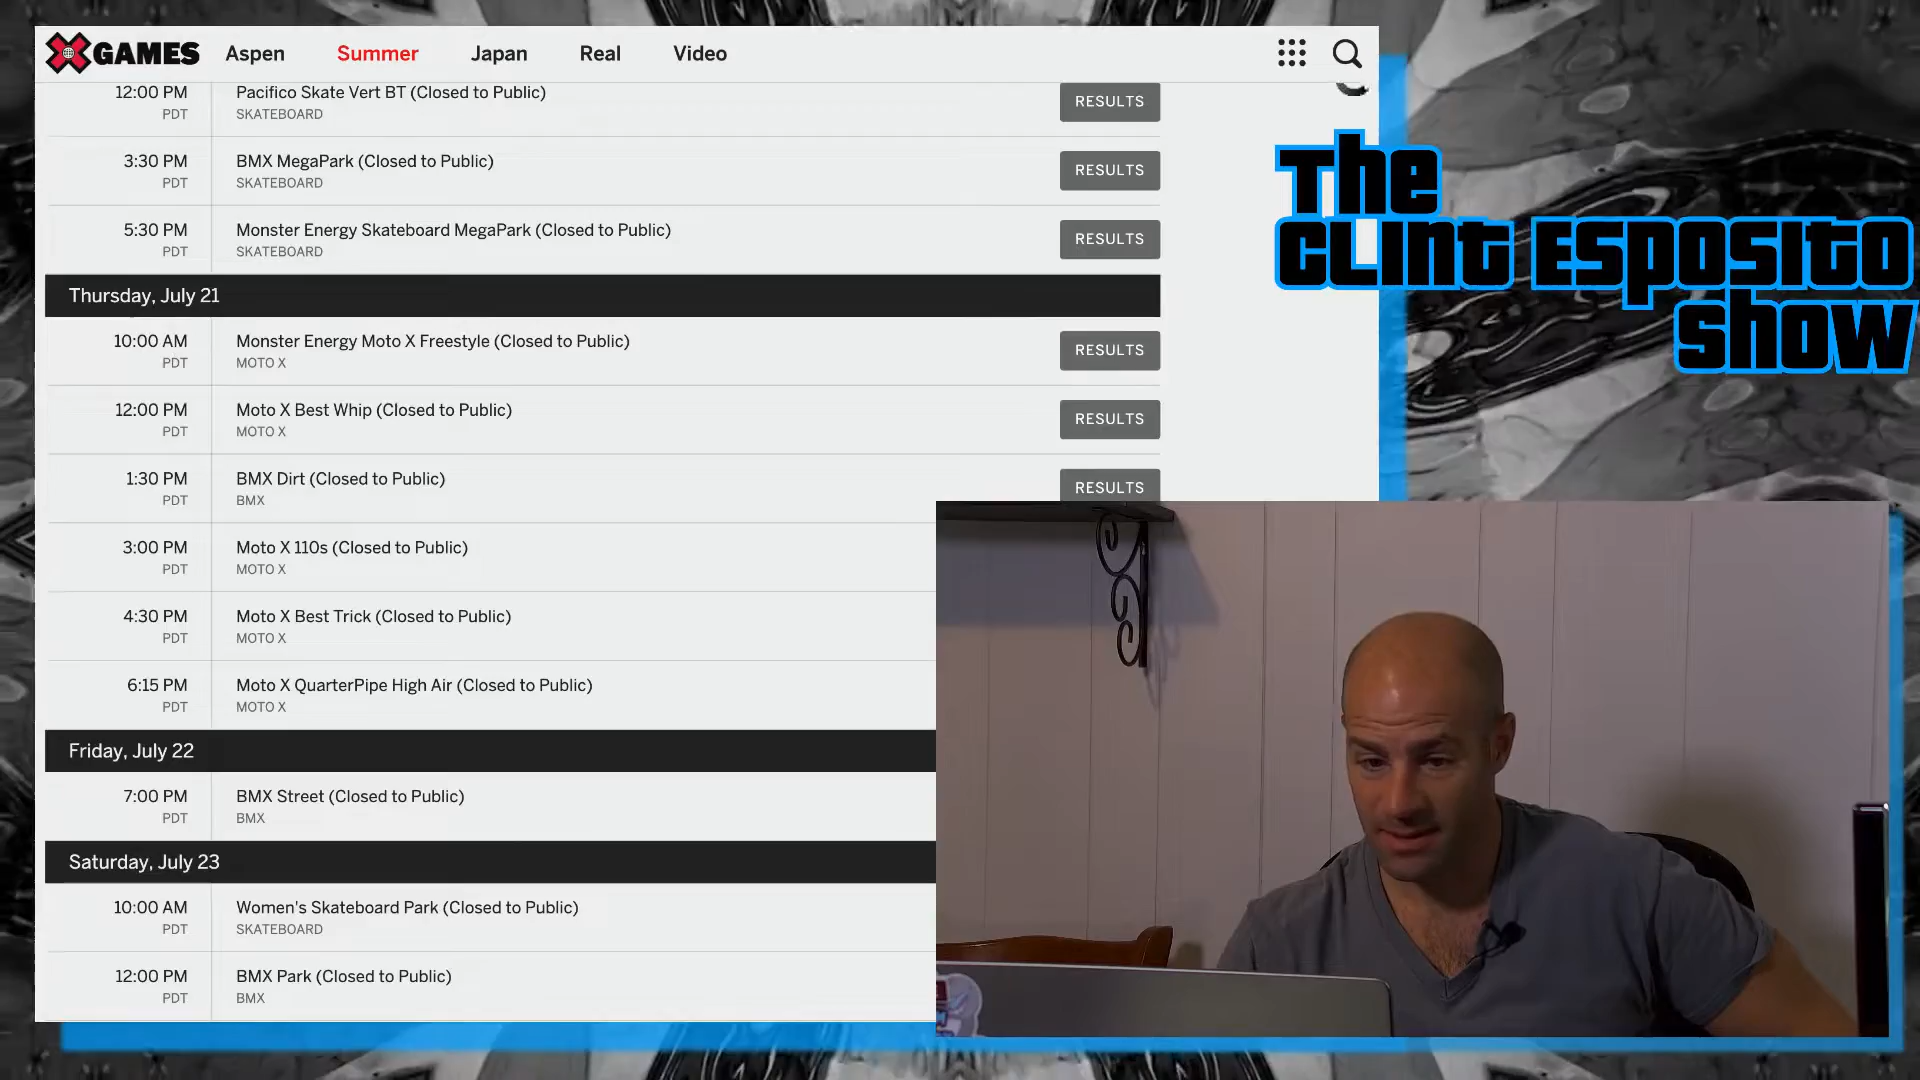 X GAMES Aspen Summer Japan Real Video
12:00 PM Pacifico Skate Vert BT (Closed to Public) RESULTS
PDT SKATEBOARD
3:30 PM BMX MegaPark (Closed to Public) RESULTS
PDT SKATEBOARD
5:30 PM Monster Energy Skateboard MegaPark (Closed to Public) RESULTS
PDT SKATEBOARD
The
Clint Esposito
Show
Thursday, July 21
10:00 AM Monster Energy Moto X Freestyle (Closed to Public) RESULTS
PDT MOTO X
12:00 PM Moto X Best Whip (Closed to Public) RESULTS
PDT MOTO X
1:30 PM BMX Dirt (Closed to Public) RESULTS
PDT BMX
3:00 PM Moto X 110s (Closed to Public)
PDT MOTO X
4:30 PM Moto X Best Trick (Closed to Public)
PDT MOTO X
6:15 PM Moto X QuarterPipe High Air (Closed to Public)
PDT MOTO X
Friday, July 22
7:00 PM BMX Street (Closed to Public)
PDT BMX
Saturday, July 23
10:00 AM Women's Skateboard Park (Closed to Public)
PDT SKATEBOARD
12:00 PM BMX Park (Closed to Public)
PDT BMX